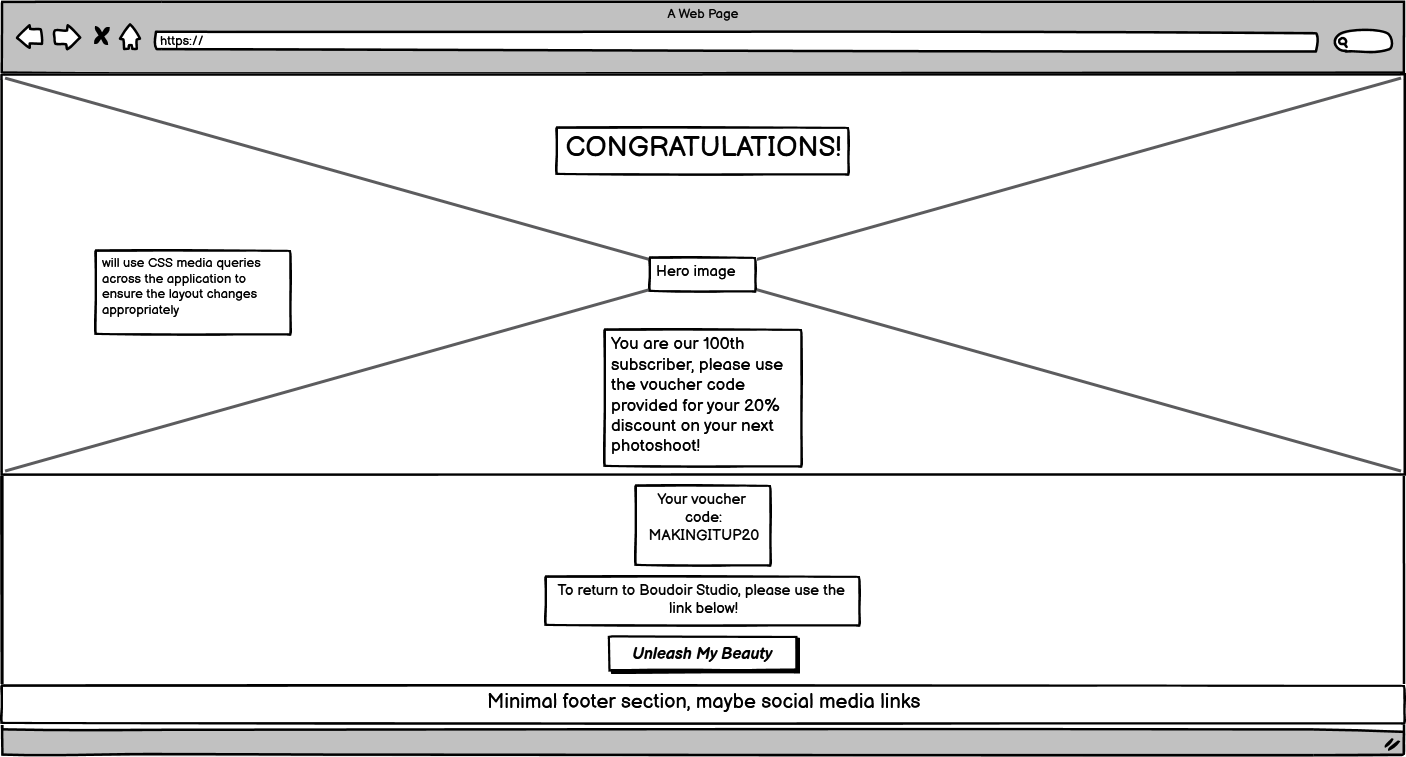 A Web Page
https://
CONGRATULATIONS!
will use CSS media queries
across the application to
ensure the layout changes
appropriately
Hero image
You are our 100th
subscriber, please use
the voucher code
provided for your 20%
discount on your next
photoshoot!
Your voucher
code:
MAKINGITUP20
To return to Boudoir Studio, please use the
link below!
Unleash My Beauty
Minimal footer section, maybe social media links